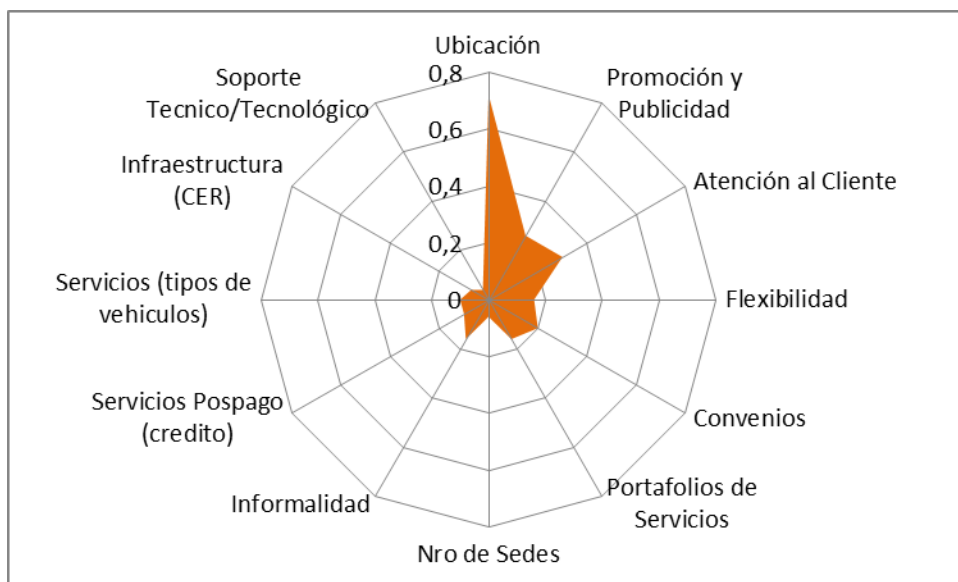 Ubicación
0,8
0,6
0,4
0,2
0
Promoción y
Publicidad
Atención al Cliente
Flexibilidad
Convenios
Portafolios de
Servicios
Nro de Sedes
Informalidad
Servicios Pospago
(credito)
Servicios (tipos de
vehiculos)
Infraestructura
(CER)
Soporte
Tecnico/Tecnológico